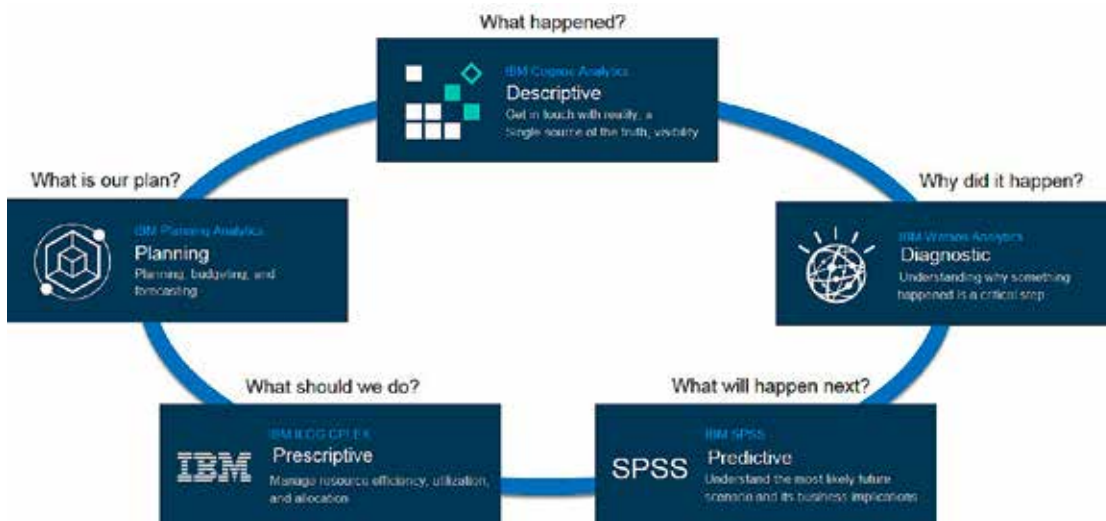 What happened?
IBM Cognos Analytics
Descriptive
Get in touch with reality, a
Single source of the truth, visibility
What is our plan?
IBM Planning Analytics
Planning
Planning, budgeting, and
forecasting
Why did it happen?
IBM Watson Analytics
Diagnostic
Understanding why something
happened is a critical step
What should we do?
IBM ILOG CPLEX
IBM
Prescriptive
Manage resource efficiency, utilization,
and allocation
What will happen next?
IBM SPSS
SPSS
Predictive
Understand the most likely future
scenario and its business implications